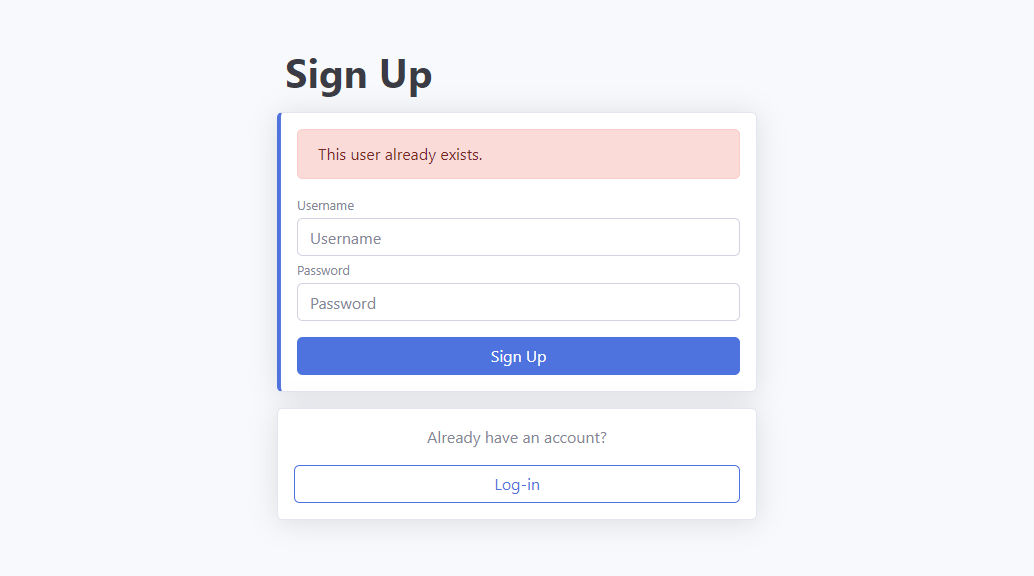 Sign Up
This user already exists.
Username
Username
Password
Password
Sign Up
Already have an account?
Log-in